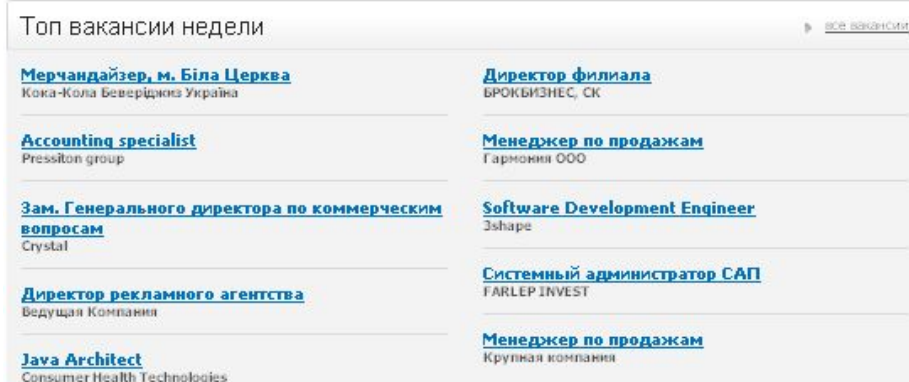 Топ вакансии недели
все вакансии
Мерчандайзер, м. Біла Церква
Кока-Кола Беверіджиз Україна
Accounting specialist
Pressiton group
Зам. Генерального директора по коммерческим
вопросам
Crystal
Директор рекламного агентства
Ведущая Компания
Java Architect
Consumer Health Technologies
Директор филиала
БРОКБИЗНЕС, СК
Менеджер по продажам
Гармония ООО
Software Development Engineer
3shape
Системный администратор САП
FARLEP INVEST
Менеджер по продажам
Крупная компания